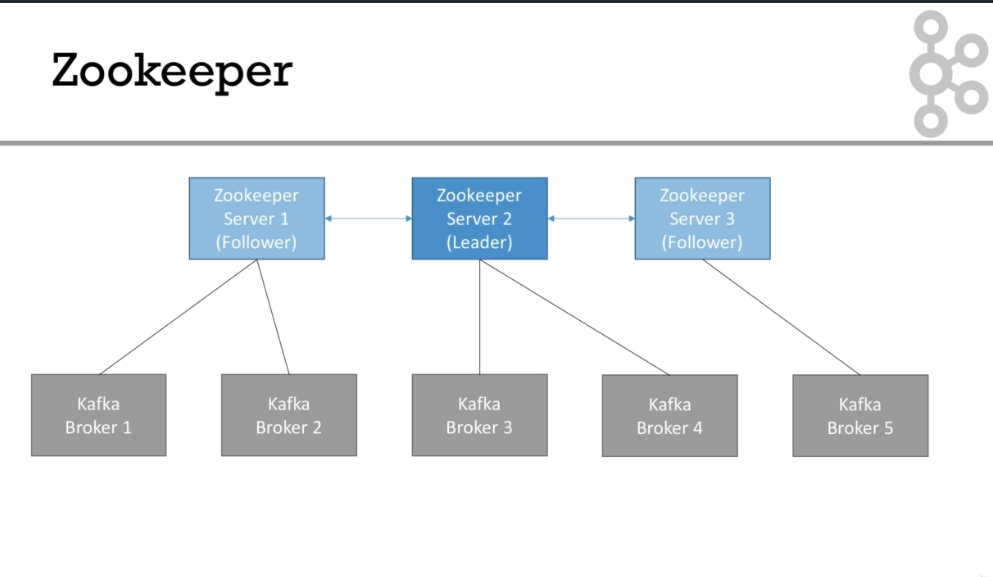 Zookeeper
Zookeeper
Server 1
(Follower)
Zookeeper
Server 2
(Leader)
Zookeeper
Server 3
(Follower)
Kafka
Broker 1
Kafka
Broker 2
Kafka
Broker 3
Kafka
Broker 4
Kafka
Broker 5